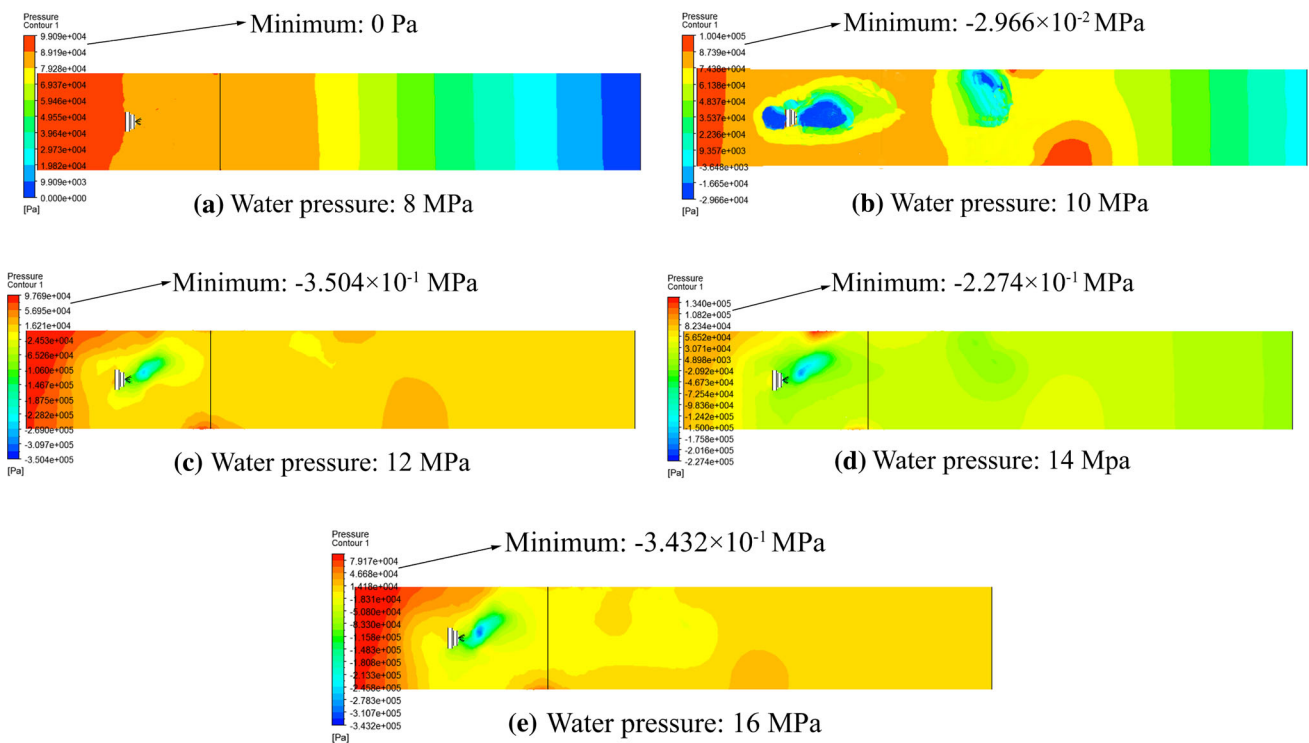 Pressure
Contour 1
9.909e+004
8.919e+004
7.928e+004
6.937e+004
5.946e+004
4.955e+004
3.964e+004
2.973e+004
1.982e+004
9.909e+003
0.000e+000
[Pa]
Minimum: 0 Pa
(a) Water pressure: 8 MPa
Pressure
Contour 1
1.004e+005
8.739e+004
7.438e+004
6.138e+004
4.837e+004
3.537e+004
2.236e+004
9.357e+003
-3.648e+003
-1.665e+004
-2.966e+004
[Pa]
Minimum: -2.966×10⁻² MPa
(b) Water pressure: 10 MPa
Pressure
Contour 1
9.769e+004
5.695e+004
1.621e+004
-2.453e+004
-6.526e+004
-1.060e+005
-1.467e+005
-1.875e+005
-2.282e+005
-2.690e+005
-3.097e+005
-3.504e+005
[Pa]
Minimum: -3.504×10⁻¹ MPa
(c) Water pressure: 12 MPa
Pressure
Contour 1
1.340e+005
1.082e+005
8.234e+004
5.652e+004
3.071e+004
4.898e+003
-2.092e+004
-4.673e+004
-7.254e+004
-9.836e+004
-1.242e+005
-1.500e+005
-1.758e+005
-2.016e+005
-2.274e+005
[Pa]
Minimum: -2.274×10⁻¹ MPa
(d) Water pressure: 14 Mpa
Pressure
Contour 1
7.917e+004
4.668e+004
1.418e+004
-1.831e+004
-5.080e+004
-8.330e+004
-1.158e+005
-1.483e+005
-1.808e+005
-2.133e+005
-2.458e+005
-2.783e+005
-3.107e+005
-3.432e+005
[Pa]
Minimum: -3.432×10⁻¹ MPa
(e) Water pressure: 16 MPa